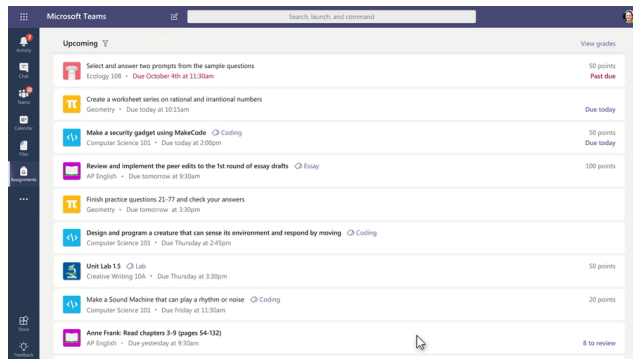 Microsoft Teams
Search, launch, and command
7
Activity
Chat
Teams
Calendar
Files
Assignments
Store
Feedback
Upcoming
View grades
Select and answer two prompts from the sample questions
50 points
Ecology 10B • Due October 4th at 11:30am
Past due
Create a worksheet series on rational and irrantional numbers
Geometry • Due today at 10:15am
Due today
Make a security gadget using MakeCode Coding
50 points
Computer Science 101 • Due today at 2:00pm
Due today
Review and implement the peer edits to the 1st round of essay drafts Essay
100 points
AP English • Due tomorrow at 9:30am
Finish practice questions 21-77 and check your answers
Geometry • Due tomorrow at 3:30pm
Design and program a creature that can sense its environment and respond by moving Coding
Computer Science 101 • Due Thursday at 2:45pm
Unit Lab 1.5 Lab
50 points
Creative Writing 10A • Due Thursday at 3:30pm
Make a Sound Machine that can play a rhythm or noise Coding
20 points
Computer Science 101 • Due Friday at 11:30am
Anne Frank: Read chapters 3-9 (pages 54-132)
AP English • Due yesterday at 9:30am
8 to review